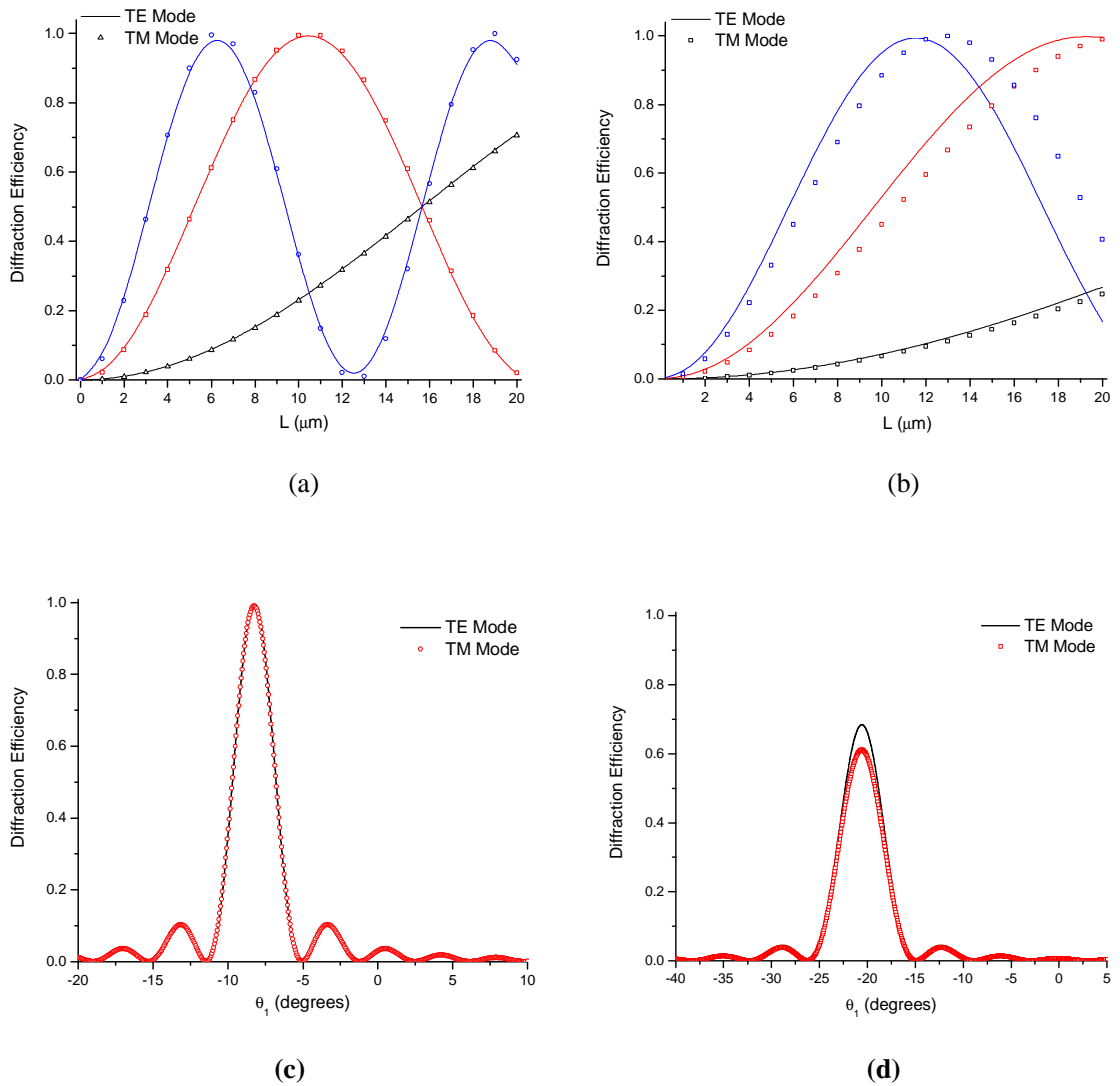 TE Mode
TM Mode
Diffraction Efficiency
1.0
0.8
0.6
0.4
0.2
0.0
0 2 4 6 8 10 12 14 16 18 20
L (μm)
(a)
TE Mode
TM Mode
Diffraction Efficiency
1.0
0.8
0.6
0.4
0.2
0.0
2 4 6 8 10 12 14 16 18 20
L (μm)
(b)
TE Mode
TM Mode
Diffraction Efficiency
1.0
0.8
0.6
0.4
0.2
0.0
-20 -15 -10 -5 0 5 10
θ1 (degrees)
(c)
TE Mode
TM Mode
Diffraction Efficiency
1.0
0.8
0.6
0.4
0.2
0.0
-40 -35 -30 -25 -20 -15 -10 -5 0 5
θ1 (degrees)
(d)